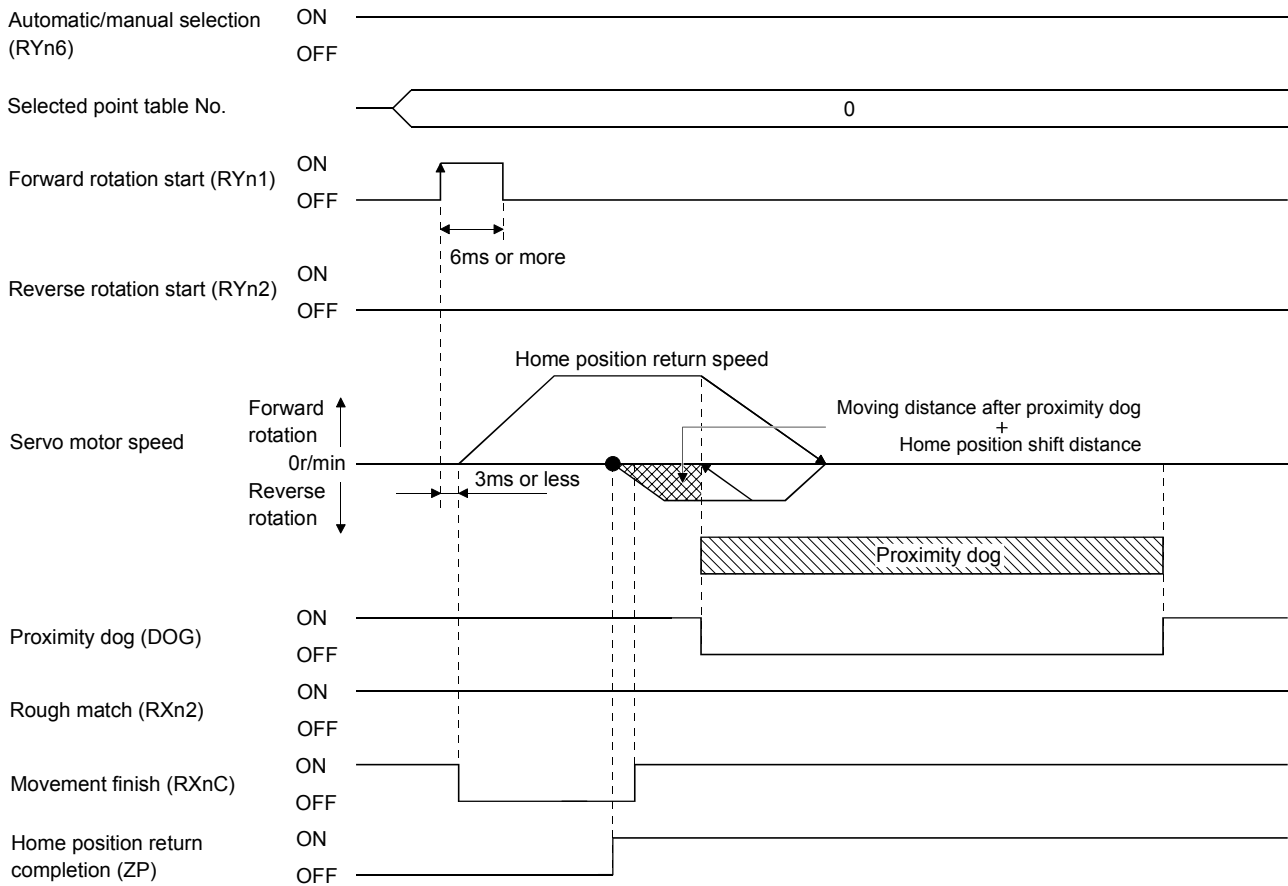 Automatic/manual selection
(RYn6)
ON
OFF
Selected point table No.
0
Forward rotation start (RYn1)
ON
OFF
6ms or more
Reverse rotation start (RYn2)
ON
OFF
Home position return speed
Servo motor speed
Forward
rotation
0r/min
Reverse
rotation
3ms or less
Moving distance after proximity dog
+
Home position shift distance
Proximity dog
Proximity dog (DOG)
ON
OFF
Rough match (RXn2)
ON
OFF
Movement finish (RXnC)
ON
OFF
Home position return
completion (ZP)
ON
OFF